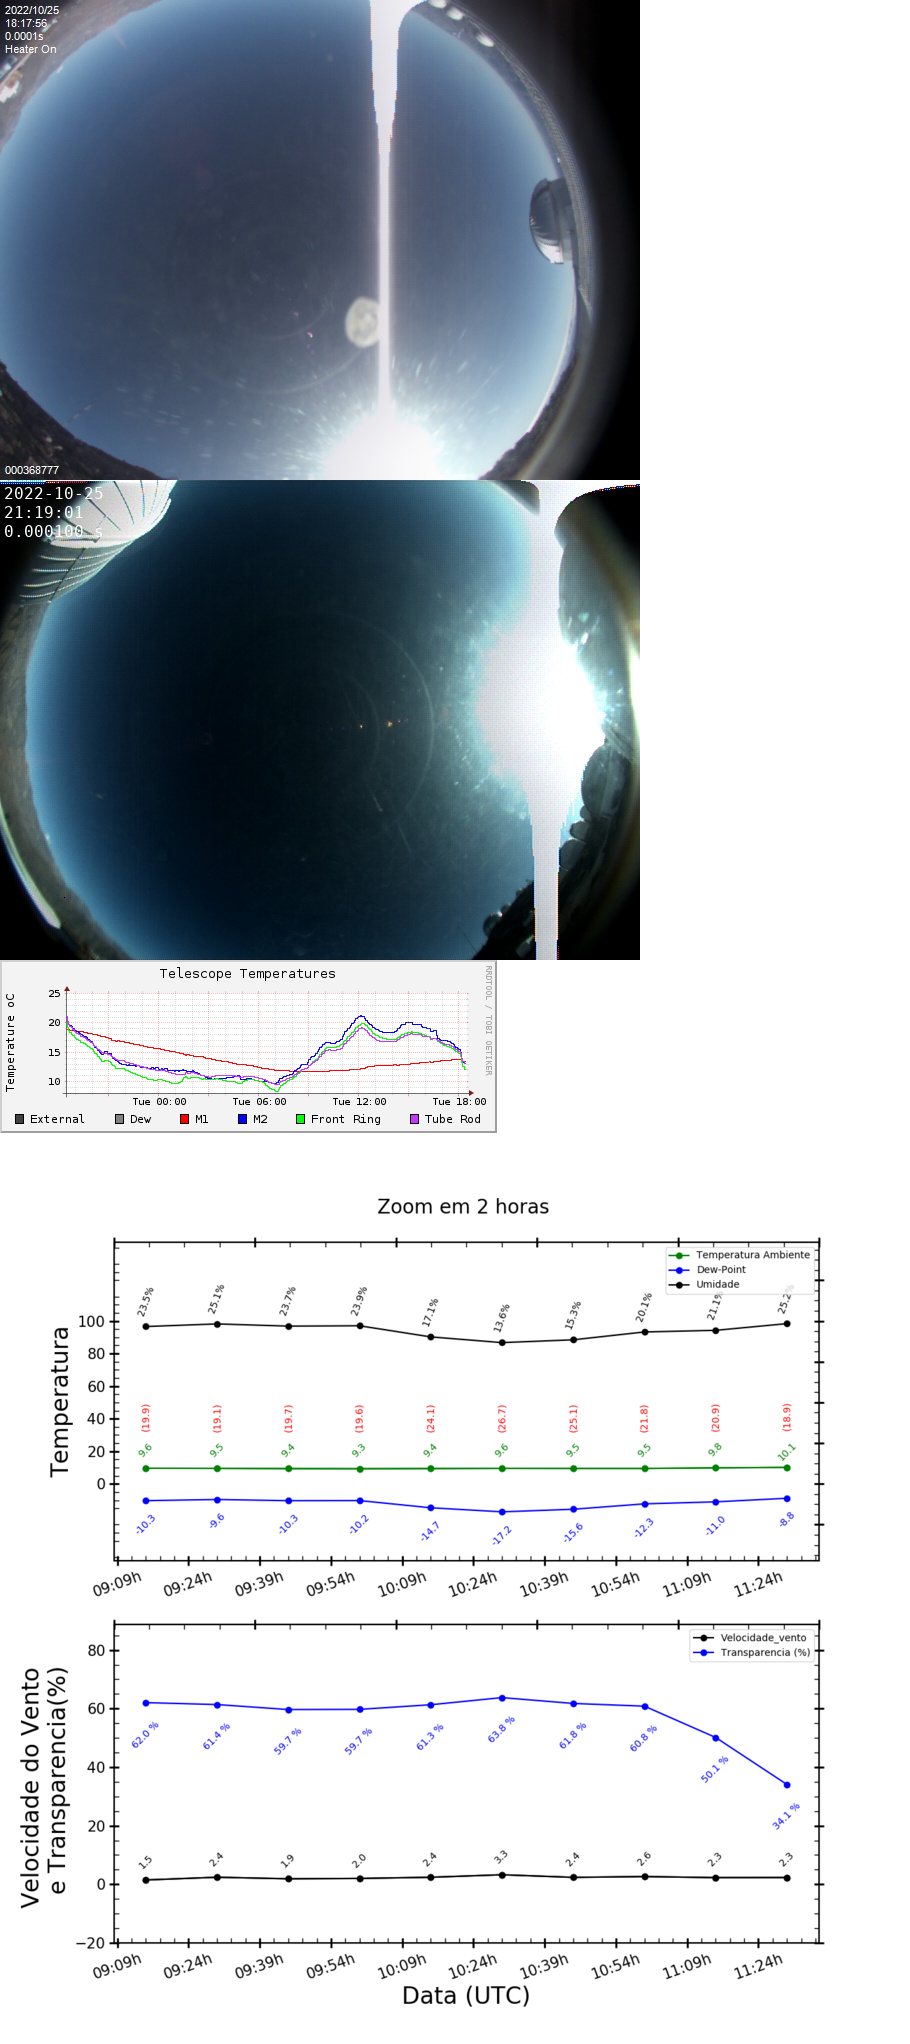 2022/10/25
18:17:56
0.0001s
Heater On
000368777
2022-10-25
21:19:01
0.000100 s
Telescope Temperatures
RRDTOOL / TOBI OETIKER
Temperature oC
25
20
15
10
Tue 00:00 Tue 06:00 Tue 12:00 Tue 18:00
External Dew M1 M2 Front Ring Tube Rod
Zoom em 2 horas
Temperatura Ambiente
Dew-Point
Umidade
Temperatura
100
80
60
40
20
0
23.5% 25.1% 23.7% 23.9% 17.1% 13.6% 15.3% 20.1% 21.1% 25.2%
(19.9) (19.1) (19.7) (19.6) (24.1) (26.7) (25.1) (21.8) (20.9) (18.9)
9.6 9.5 9.4 9.3 9.4 9.6 9.5 9.5 9.8 10.1
-10.3 -9.6 -10.3 -10.2 -14.7 -17.2 -15.6 -12.3 -11.0 -8.8
09:09h 09:24h 09:39h 09:54h 10:09h 10:24h 10:39h 10:54h 11:09h 11:24h
Velocidade_vento
Transparencia (%)
Velocidade do Vento
e Transparencia(%)
80
60
40
20
0
−20
62.0 % 61.4 % 59.7 % 59.7 % 61.3 % 63.8 % 61.8 % 60.8 % 50.1 % 34.1 %
1.5 2.4 1.9 2.0 2.4 3.3 2.4 2.6 2.3 2.3
09:09h 09:24h 09:39h 09:54h 10:09h 10:24h 10:39h 10:54h 11:09h 11:24h
Data (UTC)